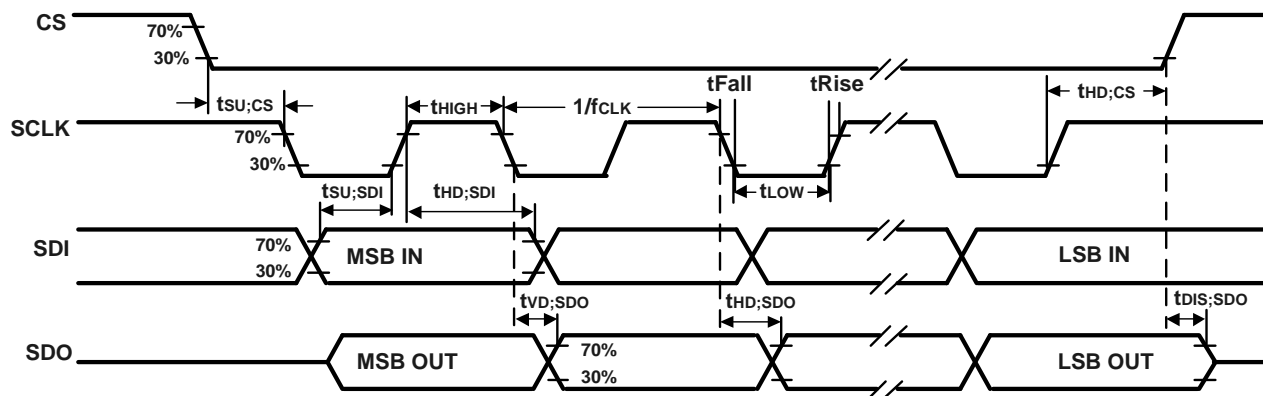 CS
70%
30%
tFall
tRise
tHD;CS
tSU;CS
tHIGH
1/fCLK
SCLK
70%
30%
tSU;SDI
tHD;SDI
tLOW
SDI
70%
30%
MSB IN
LSB IN
tVD;SDO
tHD;SDO
tDIS;SDO
SDO
MSB OUT
70%
30%
LSB OUT